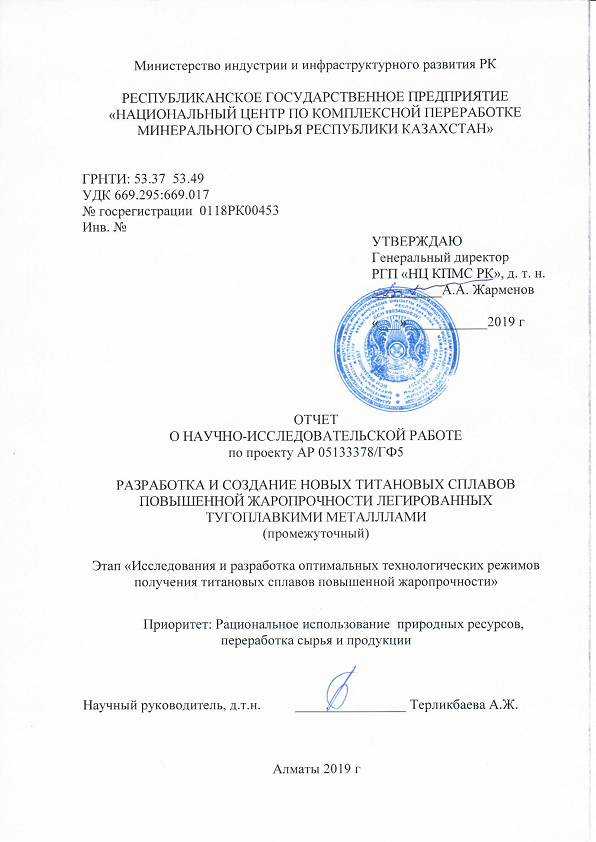 Министерство индустрии и инфраструктурного развития РК
РЕСПУБЛИКАНСКОЕ ГОСУДАРСТВЕННОЕ ПРЕДПРИЯТИЕ
«НАЦИОНАЛЬНЫЙ ЦЕНТР ПО КОМПЛЕКСНОЙ ПЕРЕРАБОТКЕ
МИНЕРАЛЬНОГО СЫРЬЯ РЕСПУБЛИКИ КАЗАХСТАН»
ГРНТИ: 53.37 53.49
УДК 669.295:669.017
№ госрегистрации 0118РК00453
Инв. №
УТВЕРЖДАЮ
Генеральный директор
РГП «НЦ КПМС РК», д. т. н.
__________А.А. Жарменов
«___»____________2019 г
ОТЧЕТ
О НАУЧНО-ИССЛЕДОВАТЕЛЬСКОЙ РАБОТЕ
по проекту АР 05133378/ГФ5
РАЗРАБОТКА И СОЗДАНИЕ НОВЫХ ТИТАНОВЫХ СПЛАВОВ
ПОВЫШЕННОЙ ЖАРОПРОЧНОСТИ ЛЕГИРОВАННЫХ
ТУГОПЛАВКИМИ МЕТАЛЛЛАМИ
(промежуточный)
Этап «Исследования и разработка оптимальных технологических режимов
получения титановых сплавов повышенной жаропрочности»
Приоритет: Рациональное использование природных ресурсов,
переработка сырья и продукции
Научный руководитель, д.т.н. ________________ Терликбаева А.Ж.
Алматы 2019 г